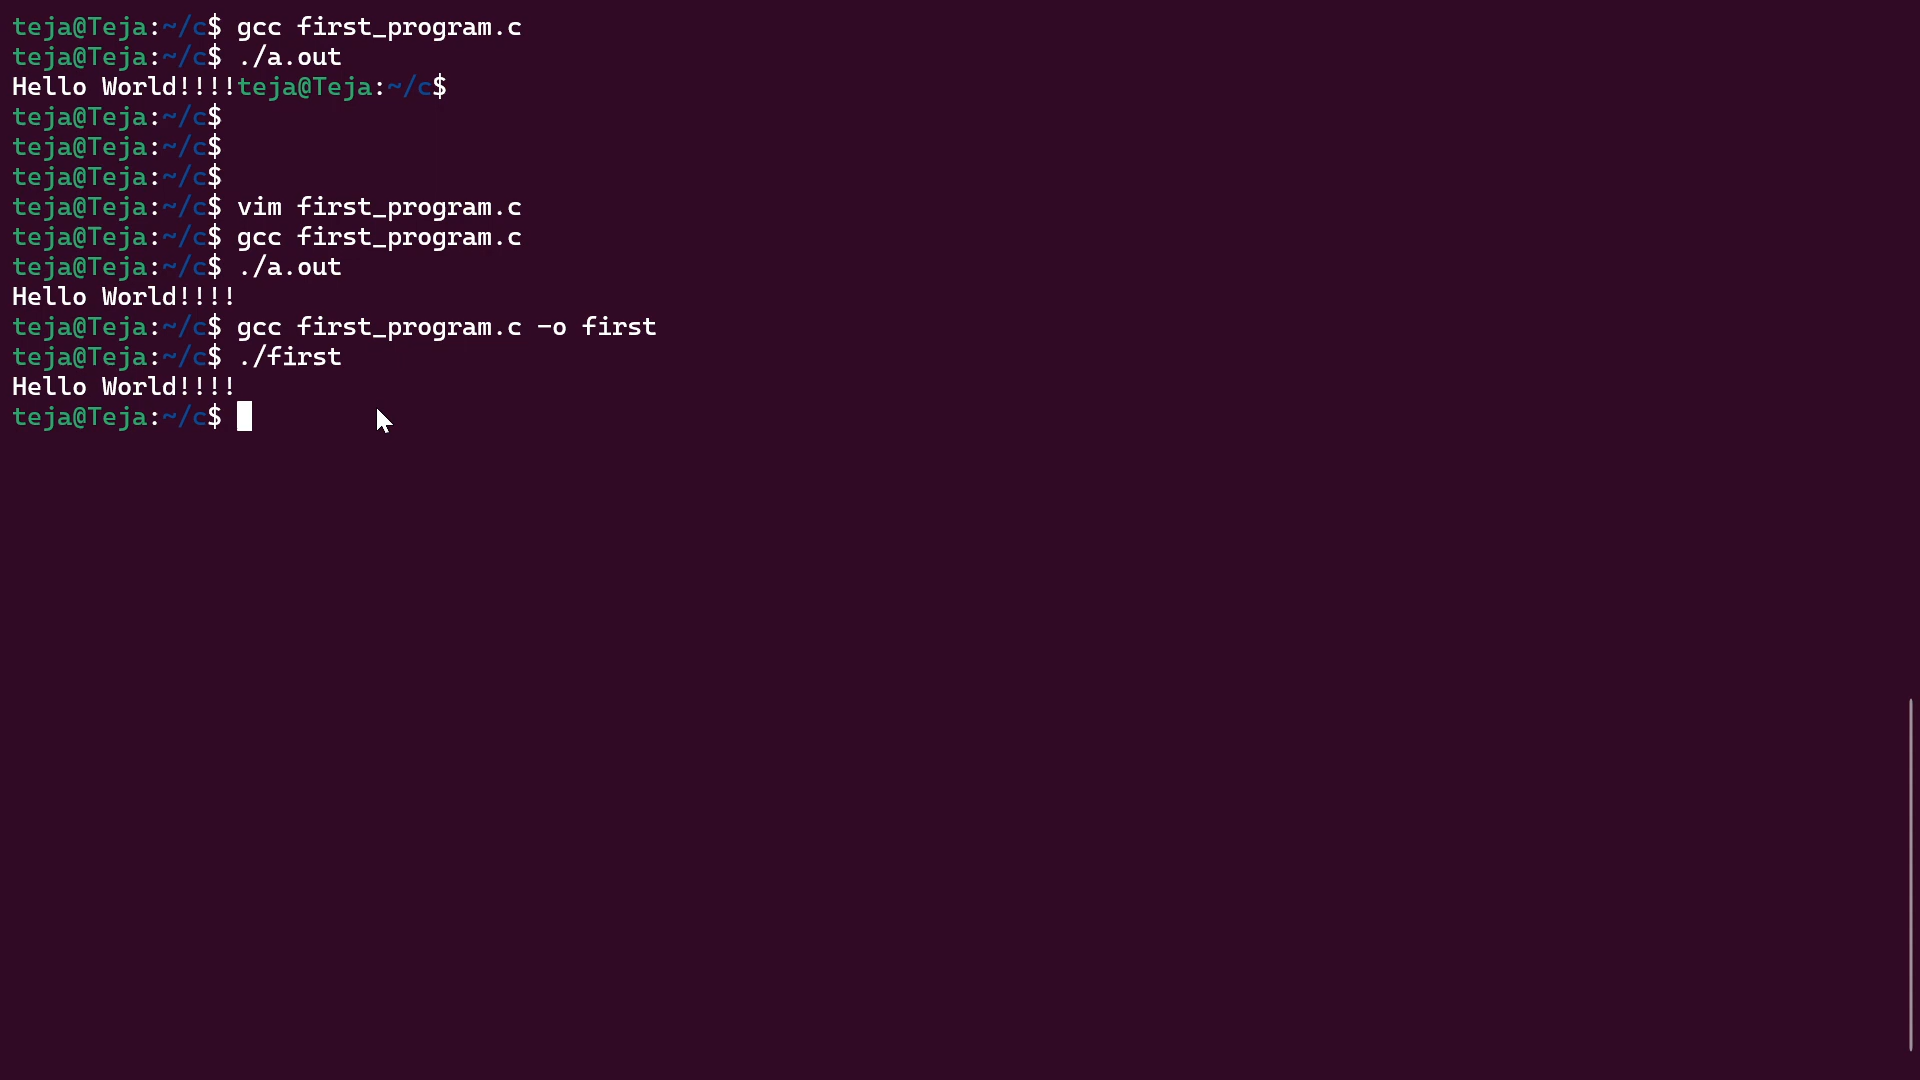 teja@Teja:~/c$ gcc first_program.c
teja@Teja:~/c$ ./a.out
Hello World!!!!teja@Teja:~/c$
teja@Teja:~/c$
teja@Teja:~/c$
teja@Teja:~/c$
teja@Teja:~/c$ vim first_program.c
teja@Teja:~/c$ gcc first_program.c
teja@Teja:~/c$ ./a.out
Hello World!!!!
teja@Teja:~/c$ gcc first_program.c -o first
teja@Teja:~/c$ ./first
Hello World!!!!
teja@Teja:~/c$